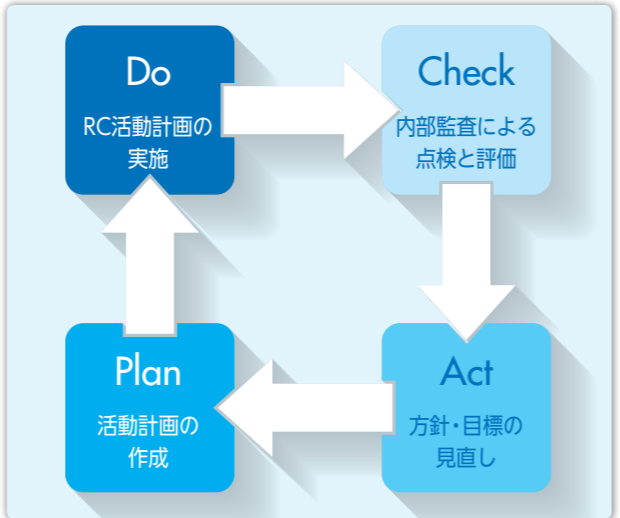 Do
RC活動計画の
実施
Check
内部監査による
点検と評価
Plan
活動計画の
作成
Act
方針・目標の
見直し